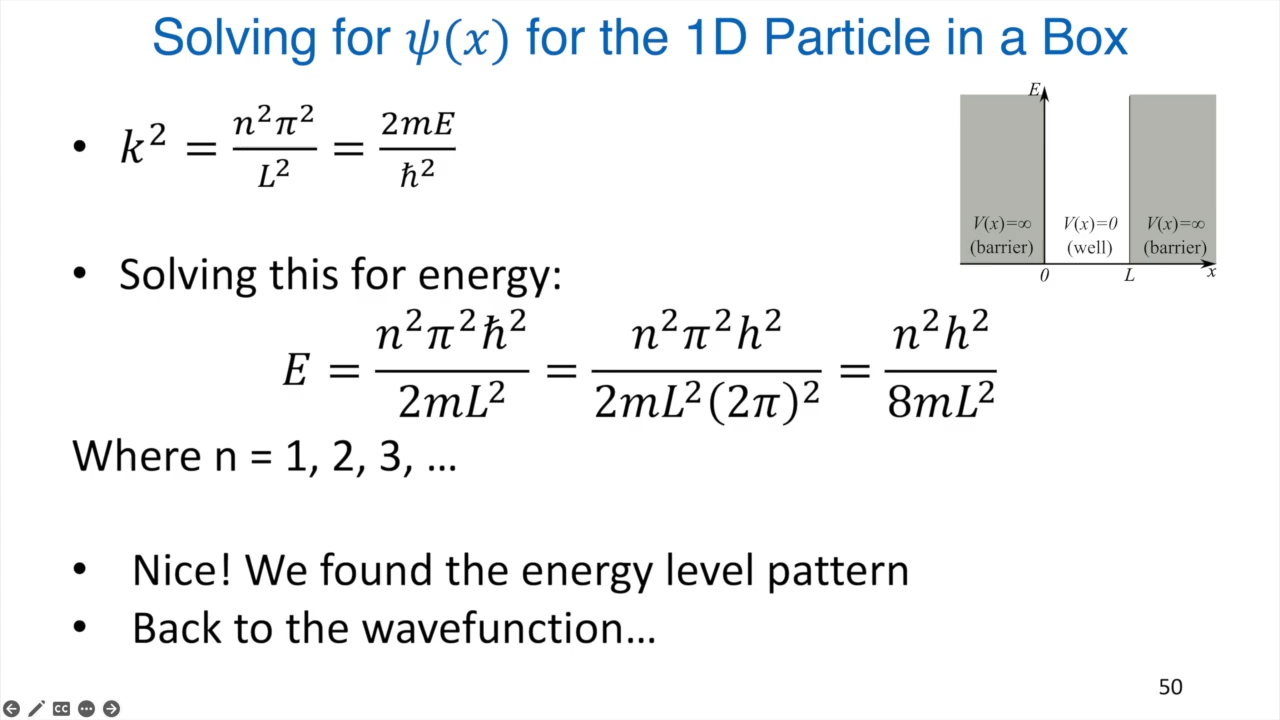 Solving for ψ(x) for the 1D Particle in a Box
• k² = n²π²/L² = 2mE/ħ²
E
V(x)=∞ V(x)=0 V(x)=∞
(barrier) (well) (barrier)
0 L x
• Solving this for energy:
E = n²π²ħ²/2mL² = n²π²h²/2mL²(2π)² = n²h²/8mL²
Where n = 1, 2, 3, …
• Nice! We found the energy level pattern
• Back to the wavefunction…
50
CC